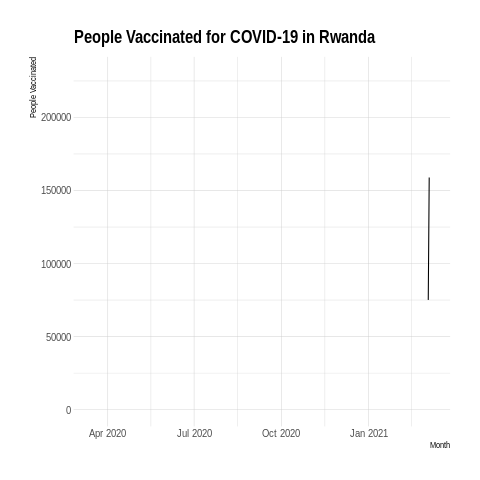 People Vaccinated for COVID-19 in Rwanda
People Vaccinated
200000
150000
100000
50000
0
Apr 2020 Jul 2020 Oct 2020 Jan 2021
Month